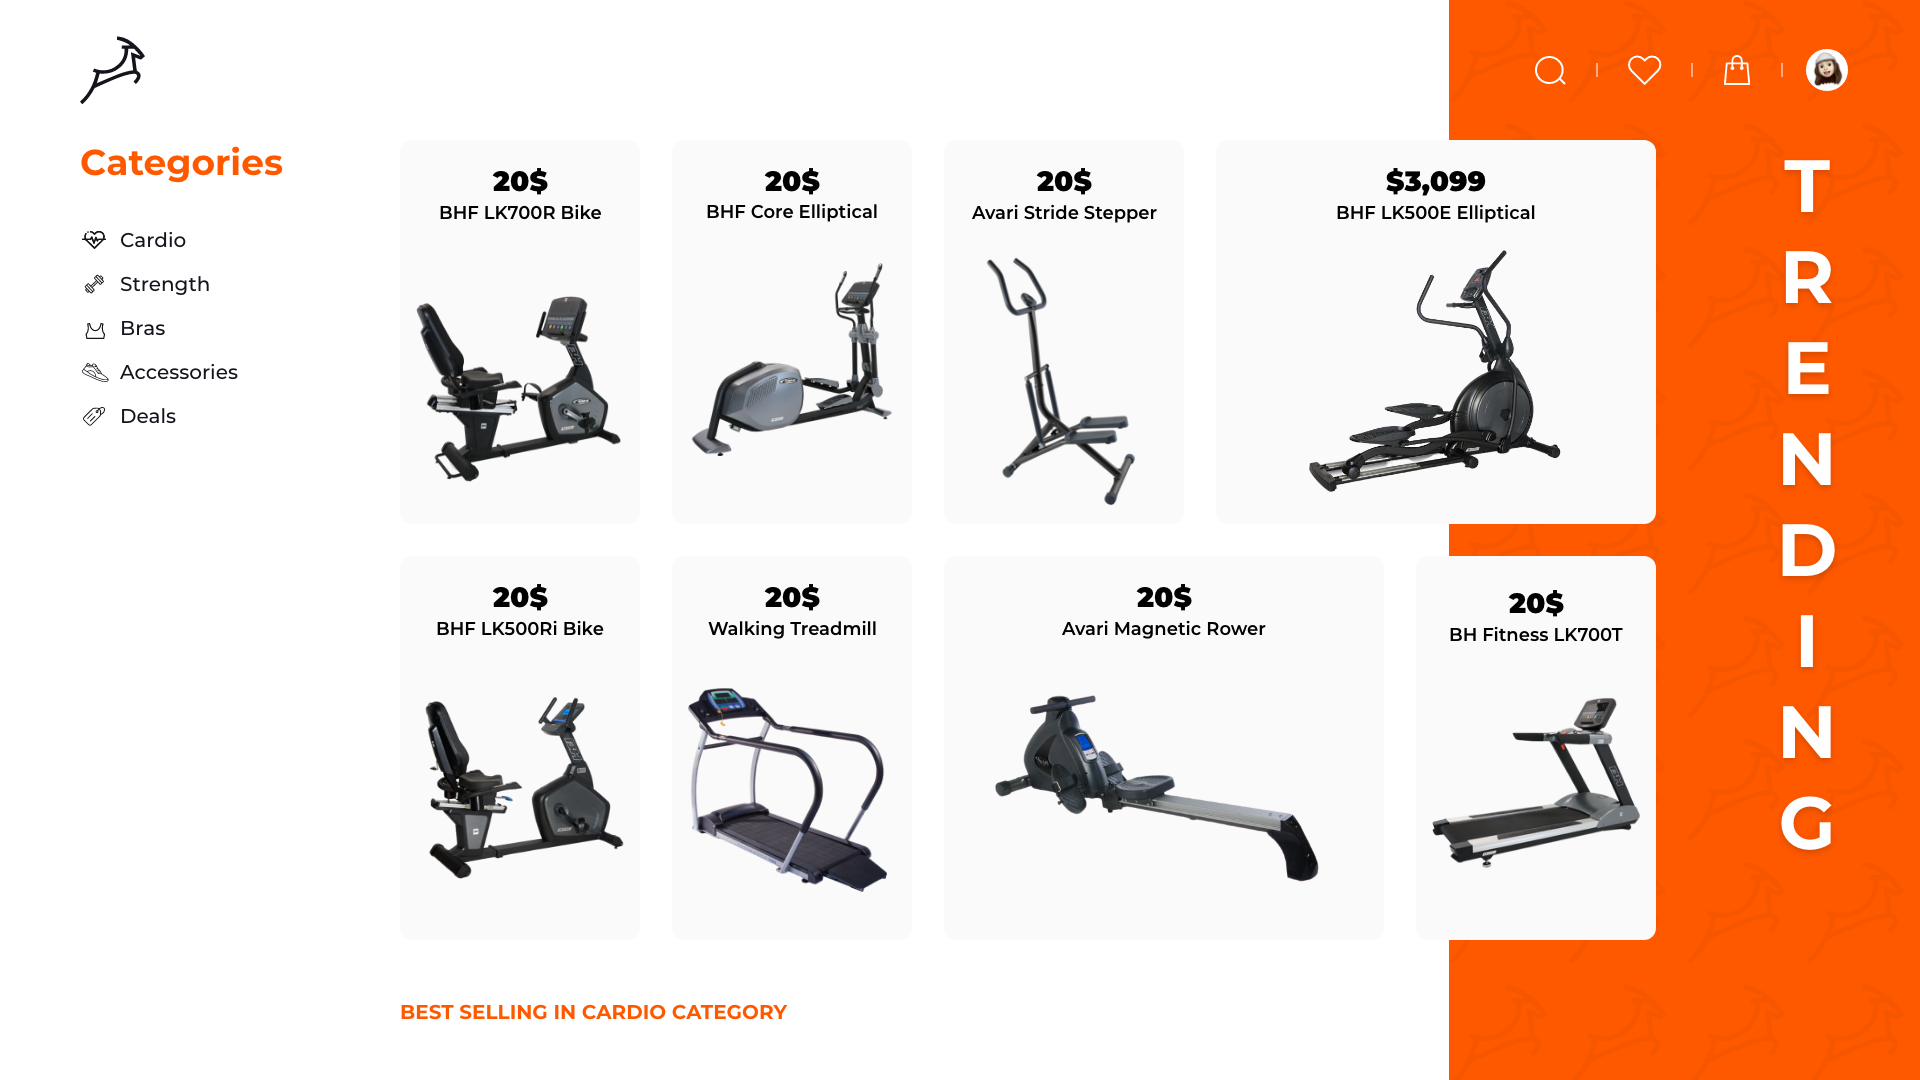 Categories
Cardio
Strength
Bras
Accessories
Deals
20$
BHF LK700R Bike
20$
BHF Core Elliptical
20$
Avari Stride Stepper
$3,099
BHF LK500E Elliptical
20$
BHF LK500Ri Bike
20$
Walking Treadmill
20$
Avari Magnetic Rower
20$
BH Fitness LK700T
T
R
E
N
D
I
N
G
BEST SELLING IN CARDIO CATEGORY